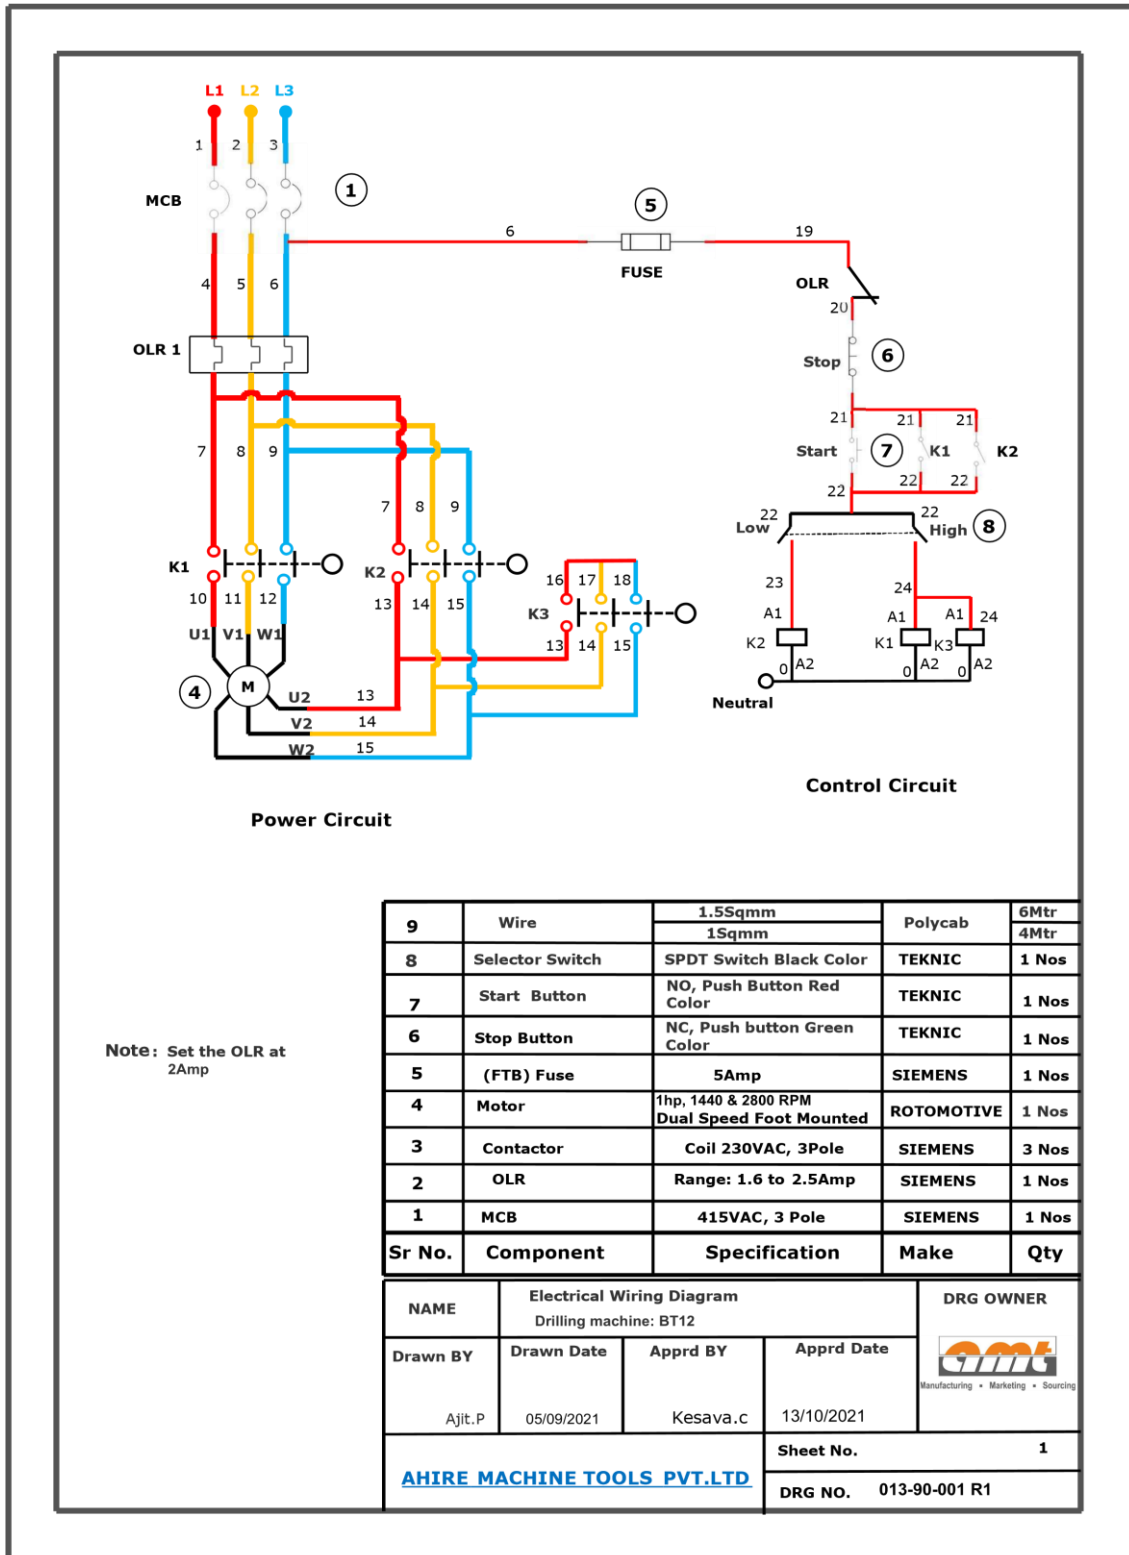 L1 L2 L3
1 2 3
MCB
1
5
6
19
FUSE
4 5 6
OLR
20
OLR 1
Stop
6
21 21 21
7 8 9
Start
7
K1
K2
22 22 22
7 8 9
22 22
Low
High
8
K1
K2
16 17 18
23
24
10 11 12
13 14 15
K3
A1
A1
A1 24
U1 V1 W1
13 14 15
K2
K1
K3
0 A2
0 A2
0 A2
4
M
U2 13
Neutral
V2 14
W2 15
Control Circuit
Power Circuit
9 Wire 1.5Sqmm Polycab 6Mtr
1Sqmm 4Mtr
8 Selector Switch SPDT Switch Black Color TEKNIC 1 Nos
7 Start Button NO, Push Button Red TEKNIC 1 Nos
Color
6 Stop Button NC, Push button Green TEKNIC 1 Nos
Color
Note: Set the OLR at
2Amp
5 (FTB) Fuse 5Amp SIEMENS 1 Nos
4 Motor 1hp, 1440 & 2800 RPM ROTOMOTIVE 1 Nos
Dual Speed Foot Mounted
3 Contactor Coil 230VAC, 3Pole SIEMENS 3 Nos
2 OLR Range: 1.6 to 2.5Amp SIEMENS 1 Nos
1 MCB 415VAC, 3 Pole SIEMENS 1 Nos
Sr No. Component Specification Make Qty
NAME Electrical Wiring Diagram DRG OWNER
Drilling machine: BT12
amt
Manufacturing • Marketing • Sourcing
Drawn BY Drawn Date Apprd BY Apprd Date
Ajit.P 05/09/2021 Kesava.c 13/10/2021
Sheet No. 1
AHIRE MACHINE TOOLS PVT.LTD
DRG NO. 013-90-001 R1